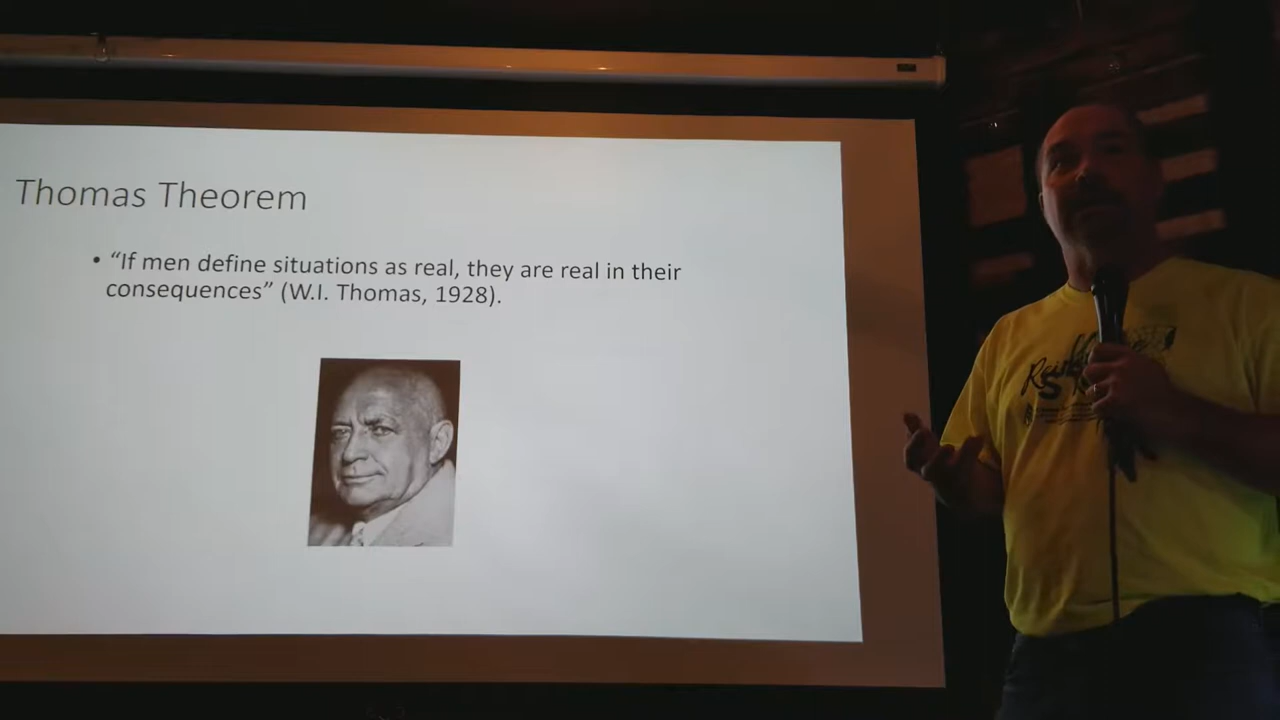 Thomas Theorem
• “If men define situations as real, they are real in their
consequences” (W.I. Thomas, 1928).